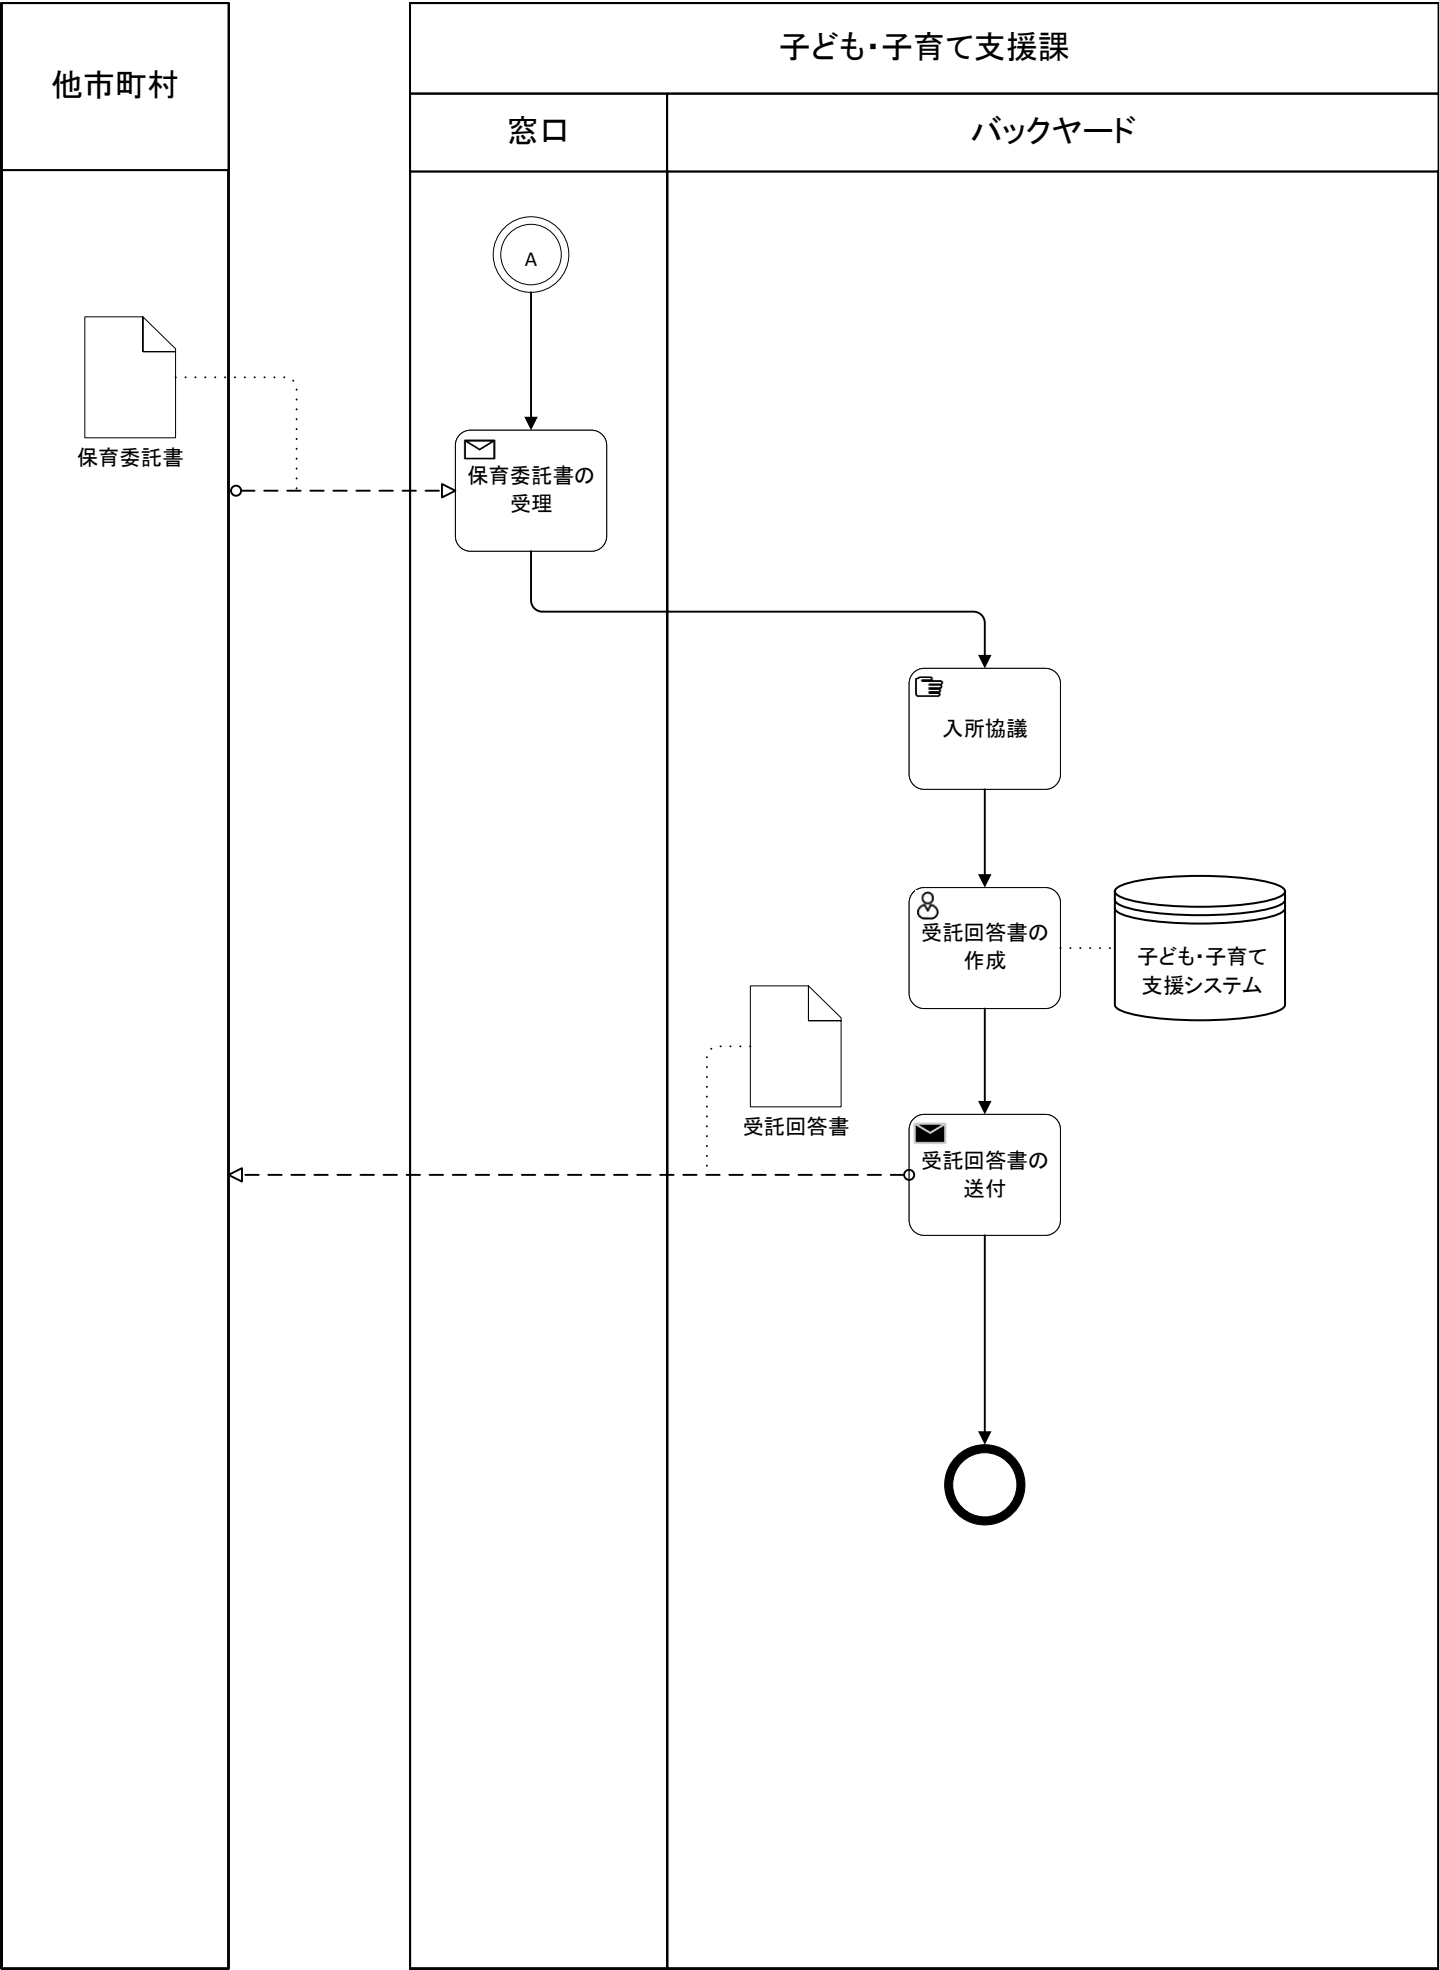 他市町村
子ども・子育て支援課
窓口
バックヤード
A
保育委託書
保育委託書の
受理
入所協議
受託回答書の
作成
子ども・子育て
支援システム
受託回答書
受託回答書の
送付